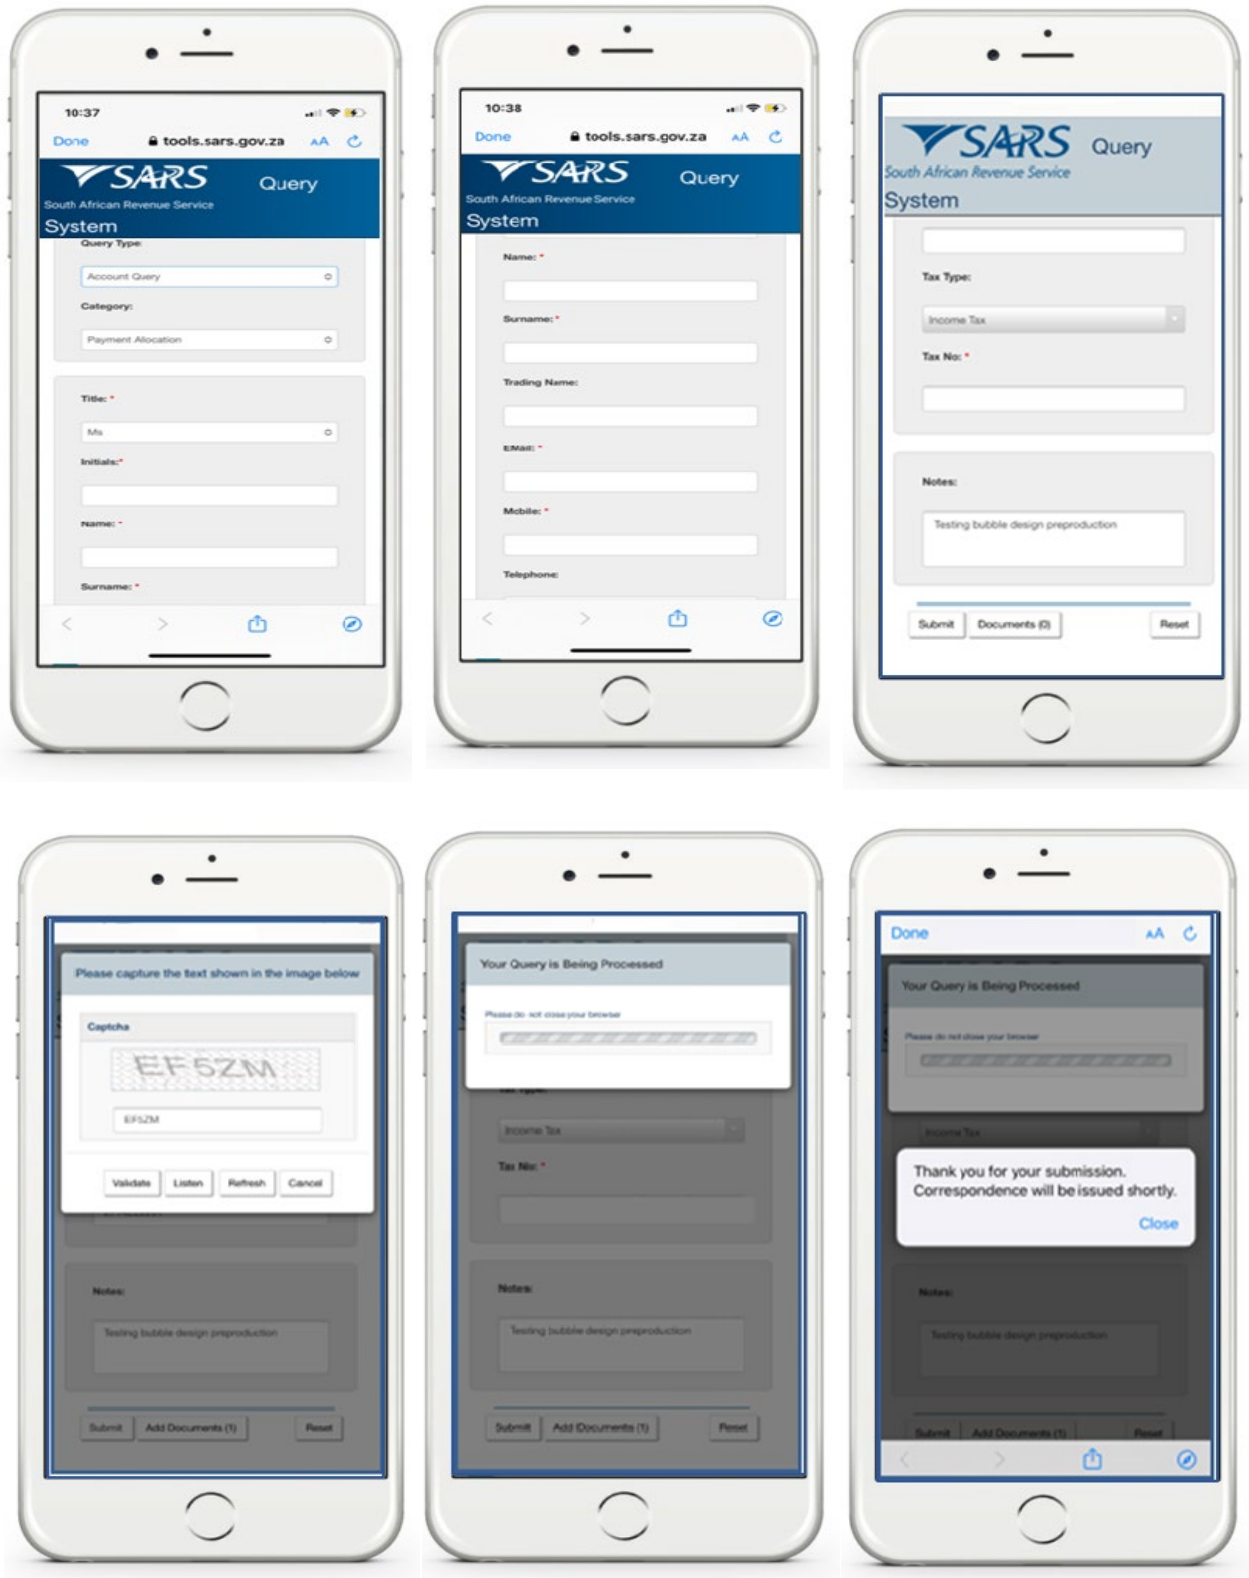 10:37
Done
tools.sars.gov.za
AA
SARS
Query
South African Revenue Service
System
Query Type:
Account Query
Category:
Payment Allocation
Title: *
Ms
Initials:*
Name: *
Surname: *
10:38
Done
tools.sars.gov.za
AA
SARS
Query
South African Revenue Service
System
Name: *
Surname: *
Trading Name:
EMail: *
Mobile: *
Telephone:
SARS
Query
South African Revenue Service
System
Tax Type:
Income Tax
Tax No: *
Notes:
Testing bubble design preproduction
Submit
Documents (0)
Reset
Please capture the text shown in the image below
Captcha
EF5ZM
EF5ZM
Validate
Listen
Refresh
Cancel
Notes:
Testing bubble design preproduction
Submit
Add Documents (1)
Reset
Your Query is Being Processed
Please do not close your browser
Tax Type:
Income Tax
Tax No: *
Notes:
Testing bubble design preproduction
Submit
Add Documents (1)
Reset
Done
AA
Your Query is Being Processed
Please do not close your browser
Income Tax
Thank you for your submission.
Correspondence will be issued shortly.
Close
Notes:
Testing bubble design preproduction
Submit
Add Documents (1)
Reset